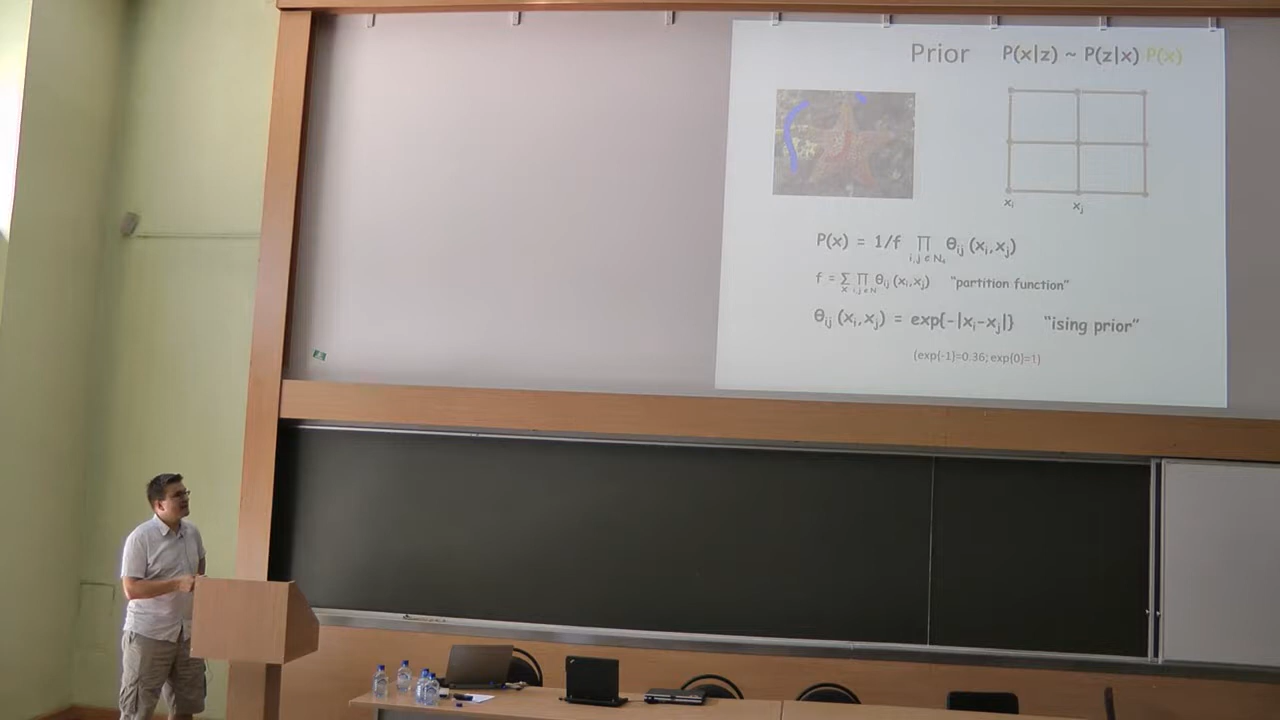 Prior P(x|z) ~ P(z|x) P(x)
xᵢ xⱼ
P(x) = 1/f ∏ θᵢⱼ (xᵢ,xⱼ)
i,j ∈ N₄
f = ∑ ∏ θᵢⱼ (xᵢ,xⱼ) "partition function"
x i,j ∈ N
θᵢⱼ (xᵢ,xⱼ) = exp{-|xᵢ-xⱼ|} "ising prior"
(exp{-1}=0.36; exp{0}=1)